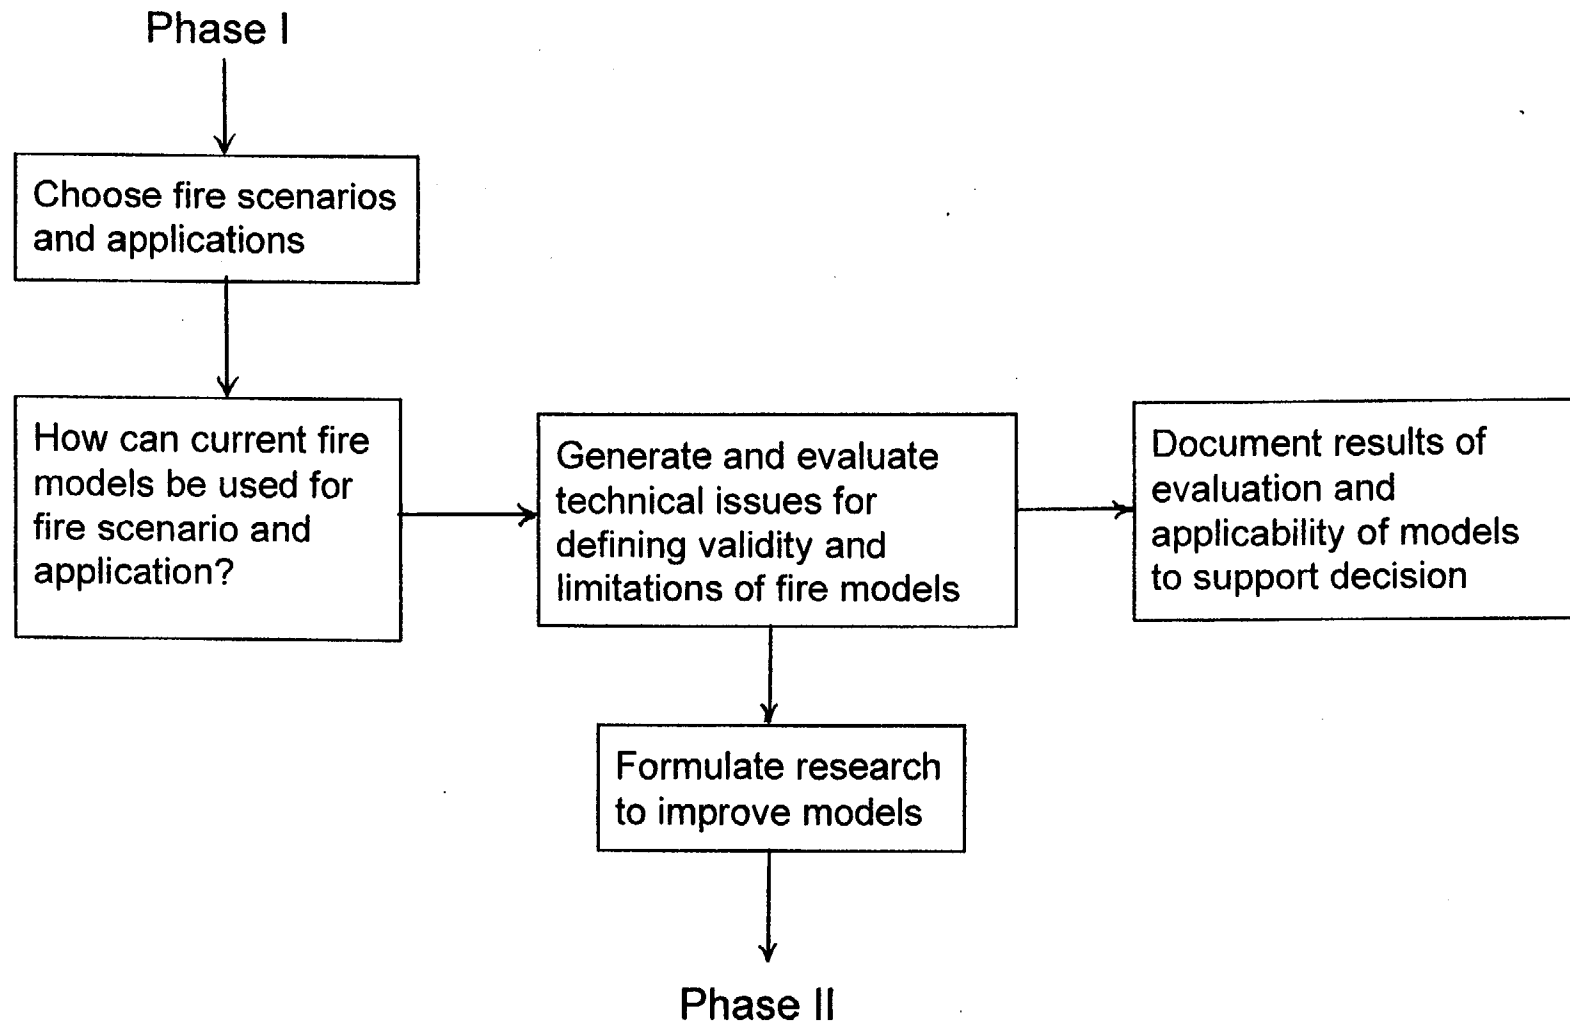 Phase I
Choose fire scenarios
and applications
How can current fire
models be used for
fire scenario and
application?
Generate and evaluate
technical issues for
defining validity and
limitations of fire models
Document results of
evaluation and
applicability of models
to support decision
Formulate research
to improve models
Phase II